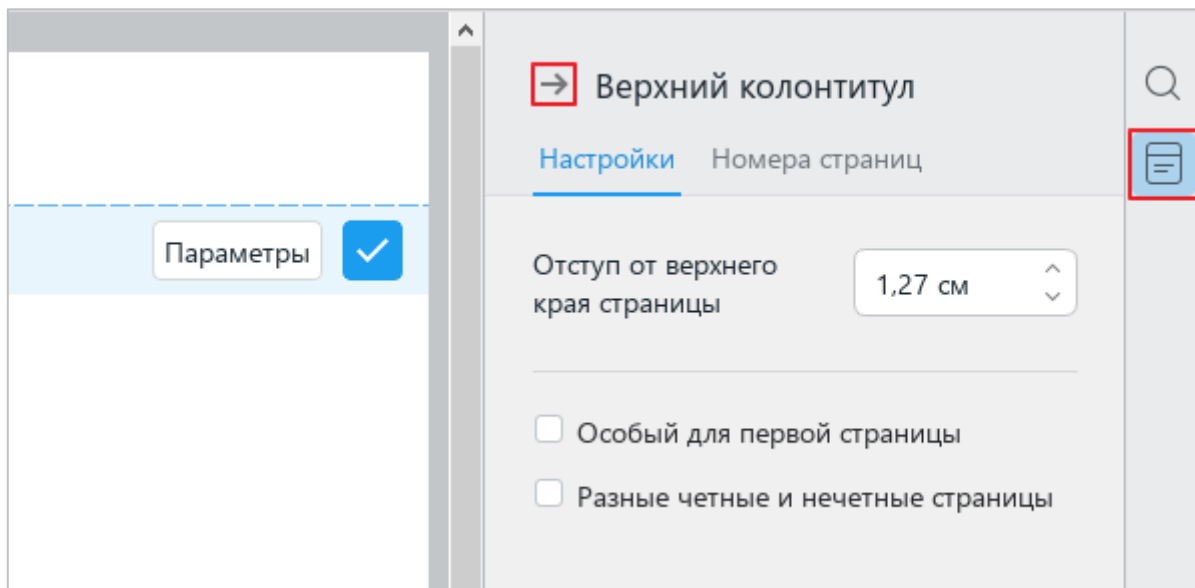 Верхний колонтитул
Настройки Номера страниц
Параметры
Отступ от верхнего
края страницы
1,27 см
Особый для первой страницы
Разные четные и нечетные страницы